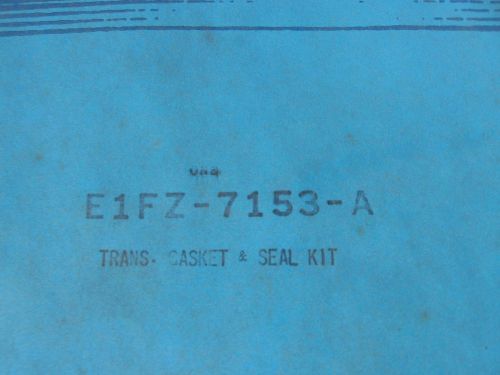 E1FZ-7153-A
TRANS. GASKET & SEAL KIT